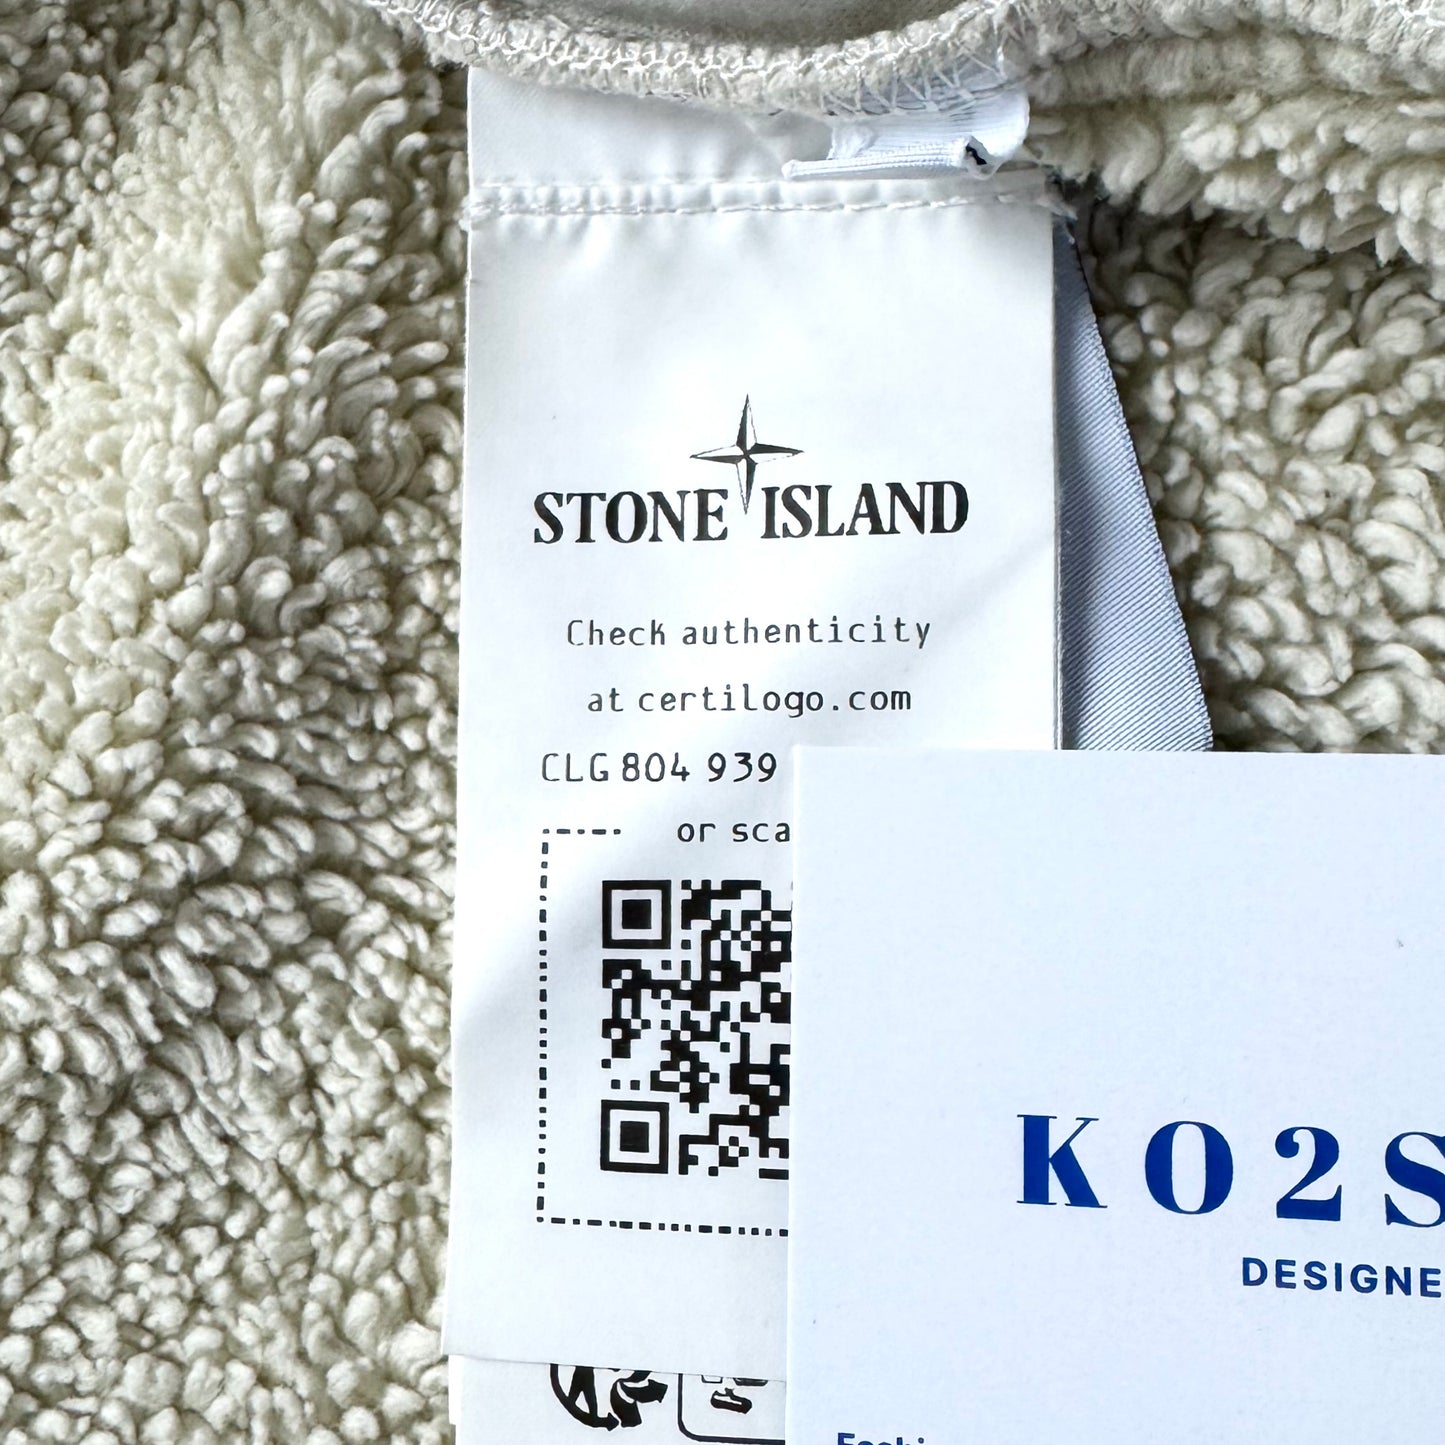 STONE ISLAND
Check authenticity
at certilogo.com
CLG 804 939
or sca
KO2S
DESIGNE